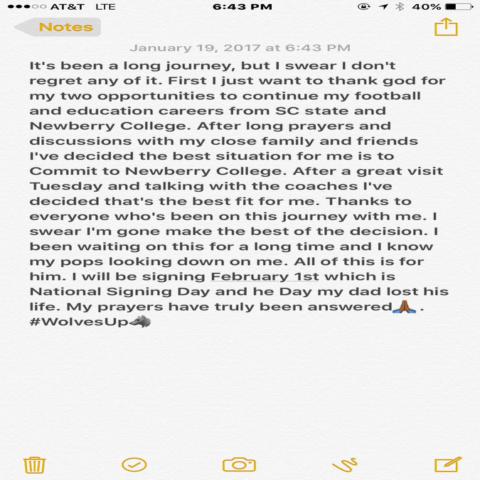 AT&T LTE 6:43 PM 40%
Notes
January 19, 2017 at 6:43 PM
It's been a long journey, but I swear I don't
regret any of it. First I just want to thank god for
my two opportunities to continue my football
and education careers from SC state and
Newberry College. After long prayers and
discussions with my close family and friends
I've decided the best situation for me is to
Commit to Newberry College. After a great visit
Tuesday and talking with the coaches I've
decided that's the best fit for me. Thanks to
everyone who's been on this journey with me. I
swear I'm gone make the best of the decision. I
been waiting on this for a long time and I know
my pops looking down on me. All of this is for
him. I will be signing February 1st which is
National Signing Day and he Day my dad lost his
life. My prayers have truly been answered🙏🏾.
#WolvesUp🐺